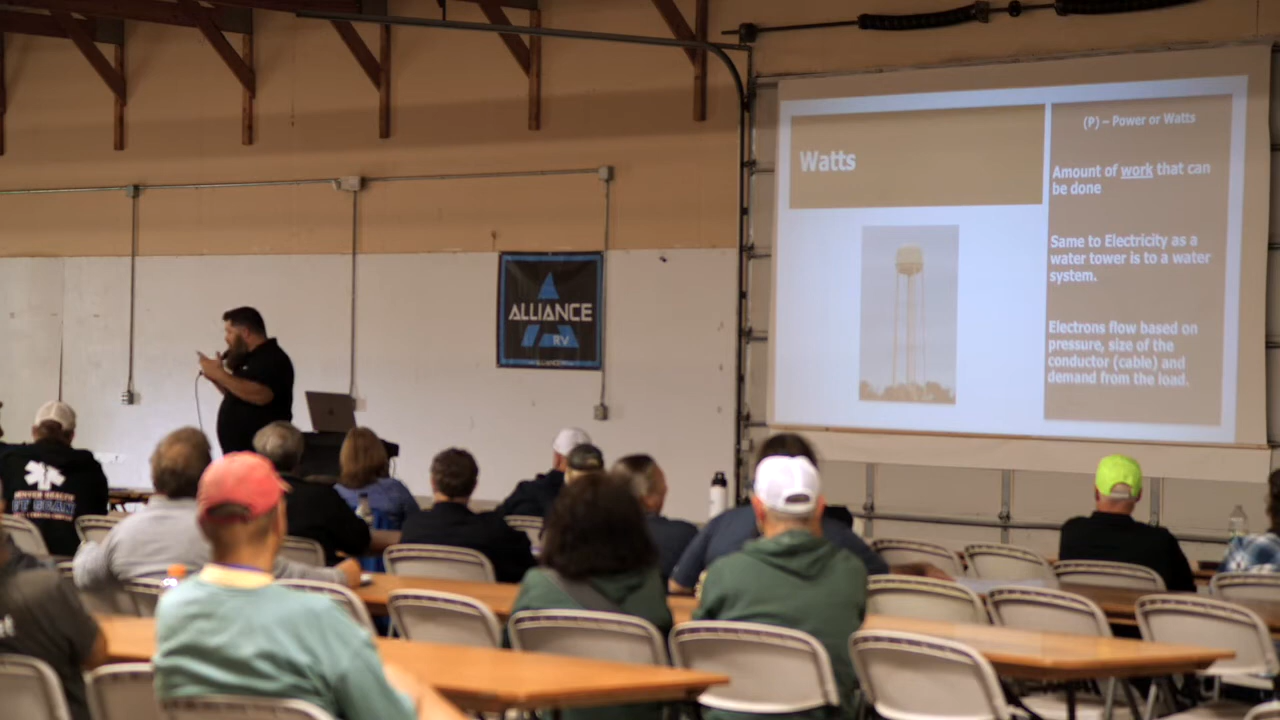 Watts
(P) – Power or Watts
Amount of work that can
be done
Same to Electricity as a
water tower is to a water
system.
Electrons flow based on
pressure, size of the
conductor (cable) and
demand from the load.
ALLIANCE
RV